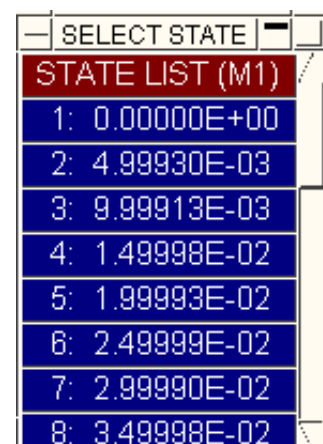 SELECT STATE
STATE LIST (M1)
1: 0.00000E+00
2: 4.99930E-03
3: 9.99913E-03
4: 1.49998E-02
5: 1.99993E-02
6: 2.49999E-02
7: 2.99990E-02
8: 3.49998E-02